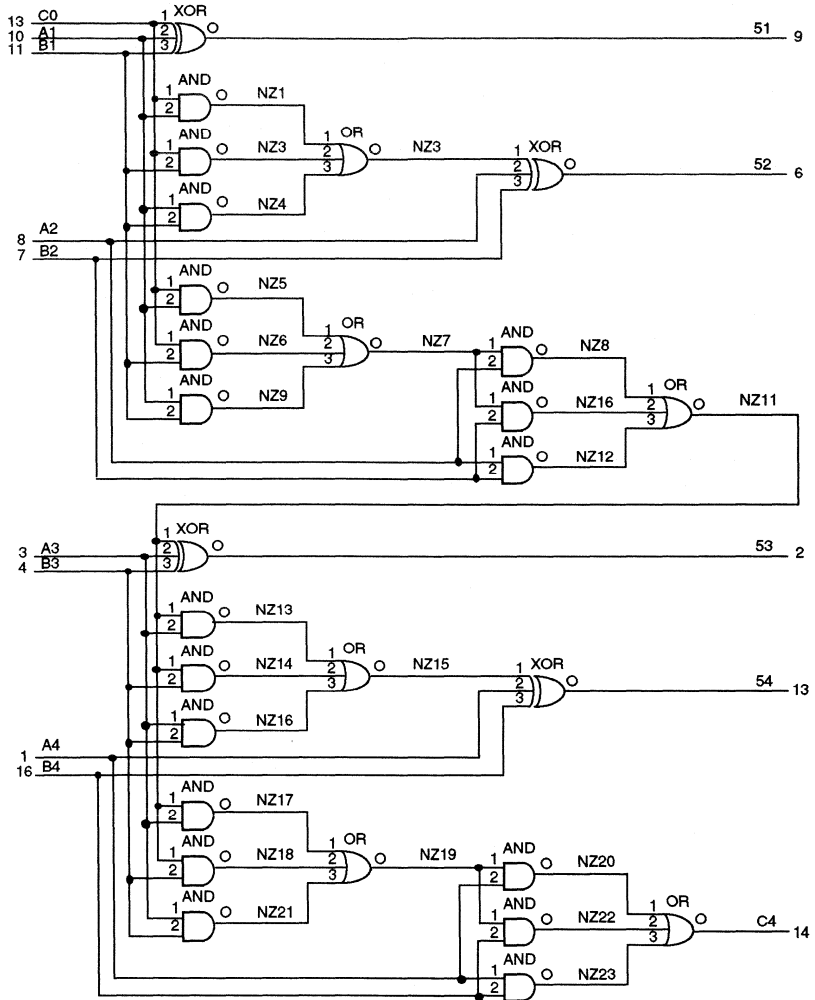 XOR
13 C0 1
10 A1 2 51 9
11 B1 3
AND
1 NZ1
2
AND OR
1 NZ3 1 NZ3 1 XOR
2 2 2 52 6
3 3
AND
1 NZ4
2
8 A2
7 B2
AND
1 NZ5
2
AND OR
1 NZ6 1 NZ7 1 AND NZ8
2 2 2
3
AND
1 NZ9
2
AND OR
1 NZ16 1 NZ11
2 2
3
AND
1 NZ12
2
XOR
1
3 A3 2 53 2
4 B3 3
AND
1 NZ13
2
AND OR
1 NZ14 1 NZ15 1 XOR
2 2 2 54 13
3 3
AND
1 NZ16
2
1 A4
16 B4
AND
1 NZ17
2
AND OR
1 NZ18 1 NZ19 1 AND NZ20
2 2 2
3
AND
1 NZ21
2
AND OR
1 NZ22 1 C4 14
2 2
3
AND
1 NZ23
2